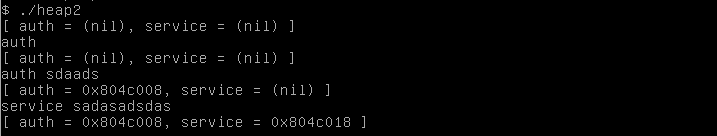 $ ./heap2
[ auth = (nil), service = (nil) ]
auth
[ auth = (nil), service = (nil) ]
auth sdaads
[ auth = 0x804c008, service = (nil) ]
service sadasadsdas
[ auth = 0x804c008, service = 0x804c018 ]